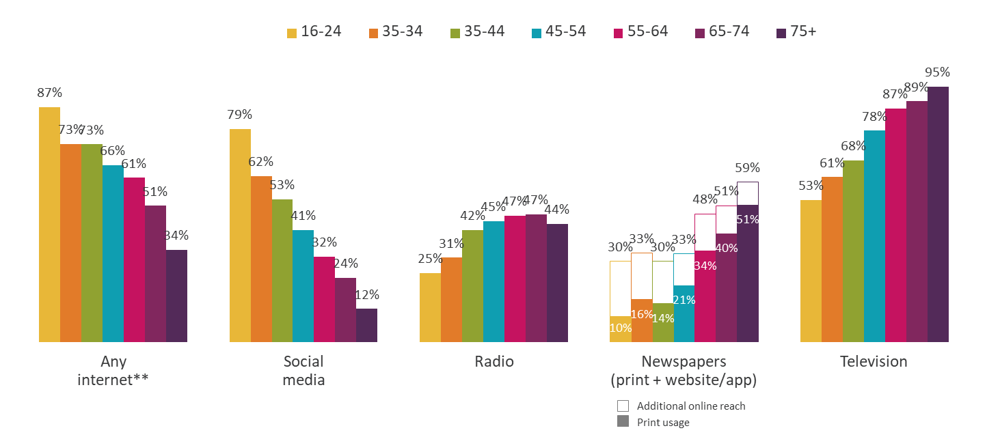 16-24 35-34 35-44 45-54 55-64 65-74 75+
87% 73% 73% 66% 61% 51% 34%
79% 62% 53% 41% 32% 24% 12%
25% 31% 42% 45% 47% 47% 44%
30% 33% 30% 33% 48% 51% 59%
10% 16% 14% 21% 34% 40% 51%
53% 61% 68% 78% 87% 89% 95%
Any
internet**
Social
media
Radio
Newspapers
(print + website/app)
Television
Additional online reach
Print usage